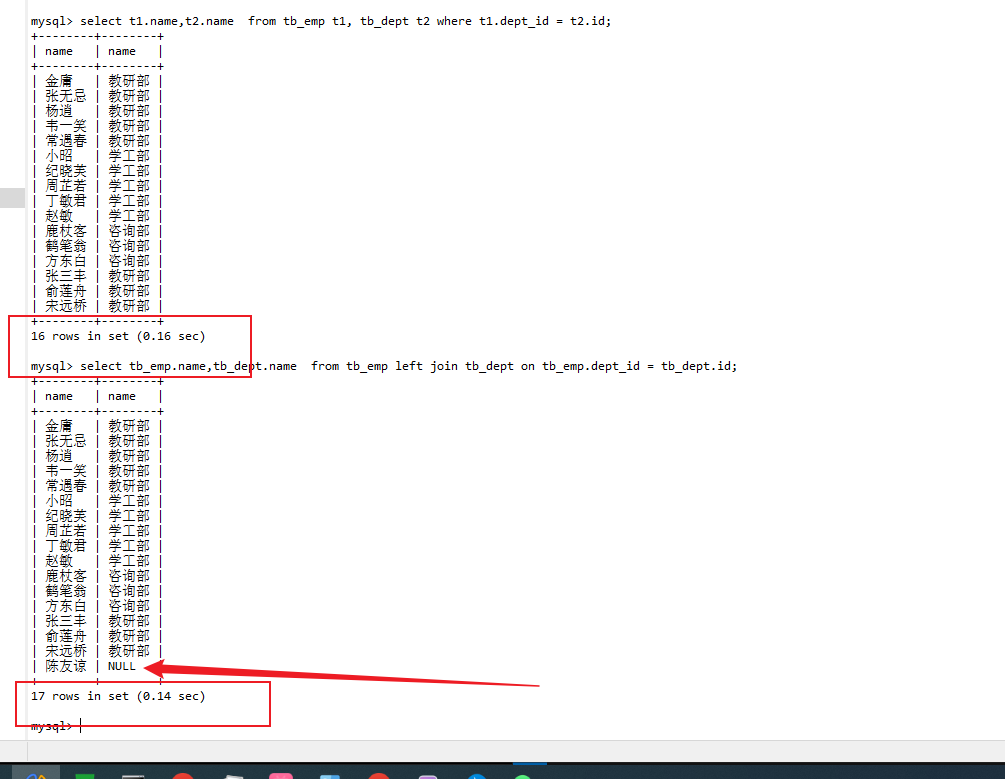 mysql> select t1.name,t2.name  from tb_emp t1, tb_dept t2 where t1.dept_id = t2.id;
+--------+--------+
| name   | name   |
+--------+--------+
| 金庸   | 教研部 |
| 张无忌 | 教研部 |
| 杨逍   | 教研部 |
| 韦一笑 | 教研部 |
| 常遇春 | 教研部 |
| 小昭   | 学工部 |
| 纪晓芙 | 学工部 |
| 周芷若 | 学工部 |
| 丁敏君 | 学工部 |
| 赵敏   | 学工部 |
| 鹿杖客 | 咨询部 |
| 鹤笔翁 | 咨询部 |
| 方东白 | 咨询部 |
| 张三丰 | 教研部 |
| 俞莲舟 | 教研部 |
| 宋远桥 | 教研部 |
+--------+--------+
16 rows in set (0.16 sec)
mysql> select tb_emp.name,tb_dept.name  from tb_emp left join tb_dept on tb_emp.dept_id = tb_dept.id;
+--------+--------+
| name   | name   |
+--------+--------+
| 金庸   | 教研部 |
| 张无忌 | 教研部 |
| 杨逍   | 教研部 |
| 韦一笑 | 教研部 |
| 常遇春 | 教研部 |
| 小昭   | 学工部 |
| 纪晓芙 | 学工部 |
| 周芷若 | 学工部 |
| 丁敏君 | 学工部 |
| 赵敏   | 学工部 |
| 鹿杖客 | 咨询部 |
| 鹤笔翁 | 咨询部 |
| 方东白 | 咨询部 |
| 张三丰 | 教研部 |
| 俞莲舟 | 教研部 |
| 宋远桥 | 教研部 |
| 陈友谅 | NULL
17 rows in set (0.14 sec)
mysql>